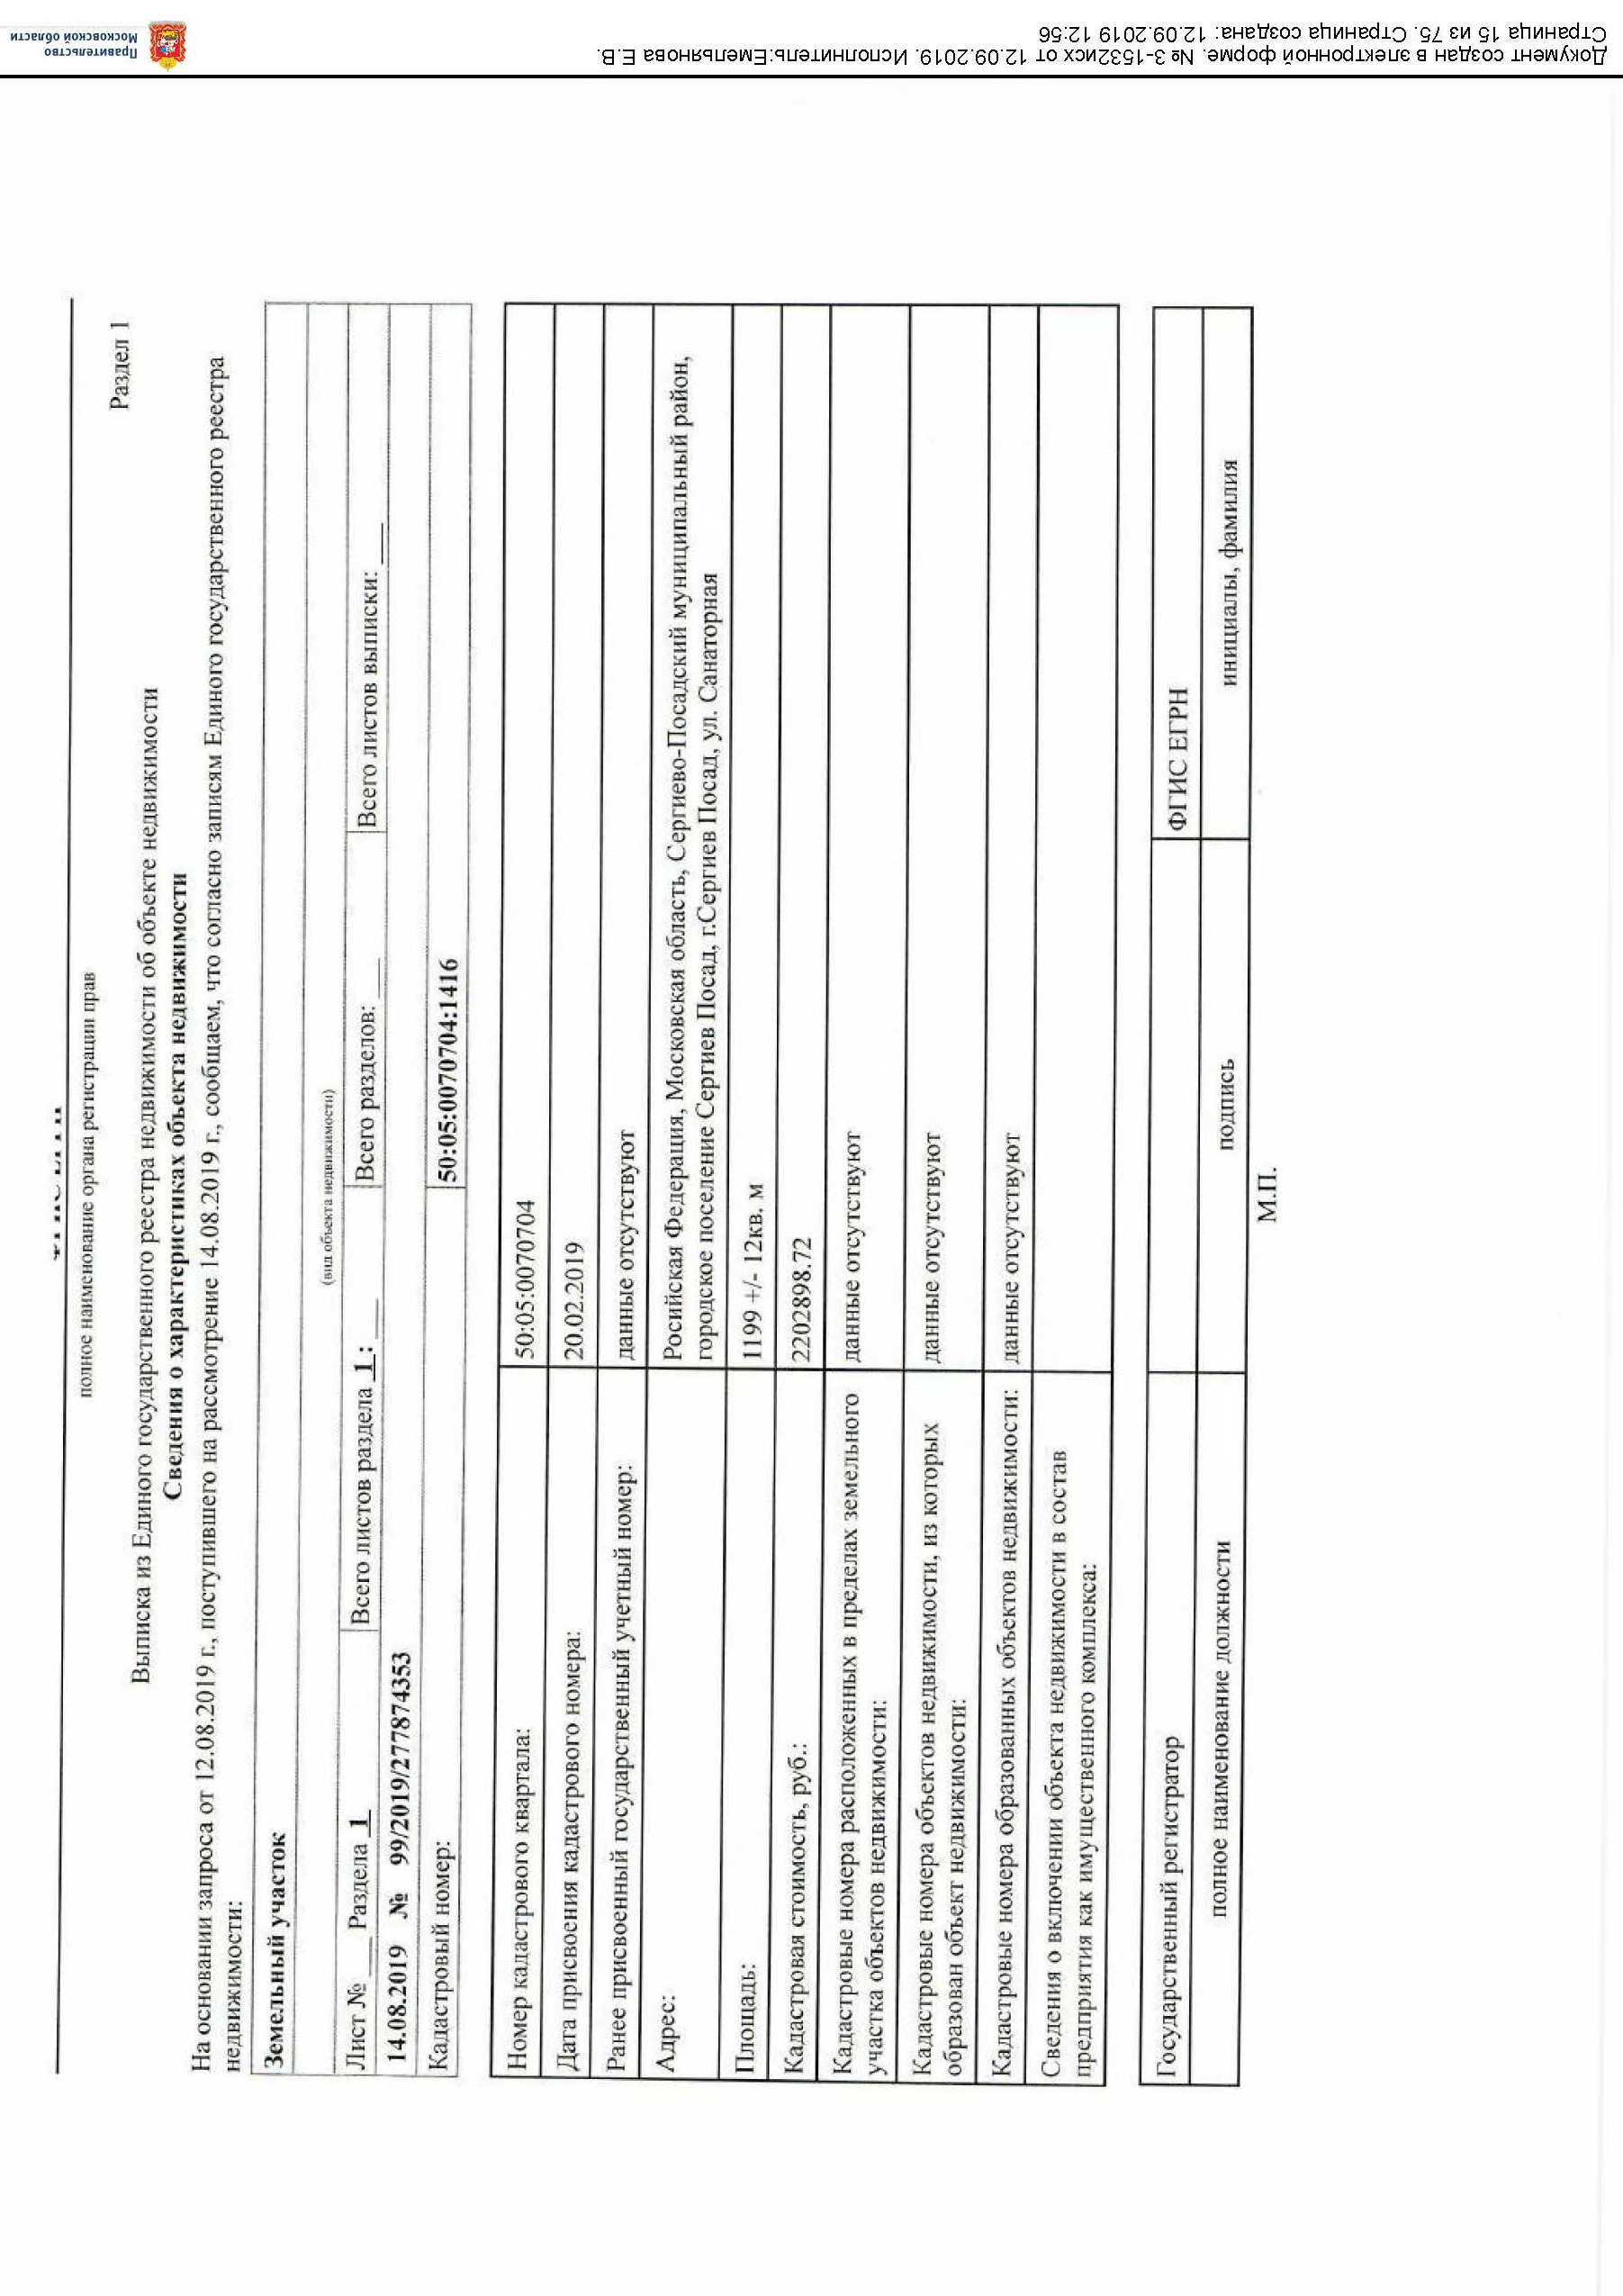 Документ создан в электронной форме. № 3-1532исх от 12.09.2019. Исполнитель:Емельянова Е.В.
Страница 15 из 75. Страница создана: 12.09.2019 12:56
Правительство
Московской области
полное наименование органа регистрации прав
Раздел 1
Выписка из Единого государственного реестра недвижимости об объекте недвижимости
Сведения о характеристиках объекта недвижимости
На основании запроса от 12.08.2019 г., поступившего на рассмотрение 14.08.2019 г., сообщаем, что согласно записям Единого государственного реестра
недвижимости:
Земельный участок
(вид объекта недвижимости)
Лист № ___ Раздела 1 Всего листов раздела 1: ___ Всего разделов: ___ Всего листов выписки: ___
14.08.2019 № 99/2019/277874353
Кадастровый номер: 50:05:0070704:1416
Номер кадастрового квартала: 50:05:0070704
Дата присвоения кадастрового номера: 20.02.2019
Ранее присвоенный государственный учетный номер: данные отсутствуют
Адрес: Росийская Федерация, Московская область, Сергиево-Посадский муниципальный район,
городское поселение Сергиев Посад, г.Сергиев Посад, ул. Санаторная
Площадь: 1199 +/- 12кв. м
Кадастровая стоимость, руб.: 2202898.72
Кадастровые номера расположенных в пределах земельного данные отсутствуют
участка объектов недвижимости:
Кадастровые номера объектов недвижимости, из которых данные отсутствуют
образован объект недвижимости:
Кадастровые номера образованных объектов недвижимости: данные отсутствуют
Сведения о включении объекта недвижимости в состав
предприятия как имущественного комплекса:
Государственный регистратор ФГИС ЕГРН
полное наименование должности подпись инициалы, фамилия
М.П.